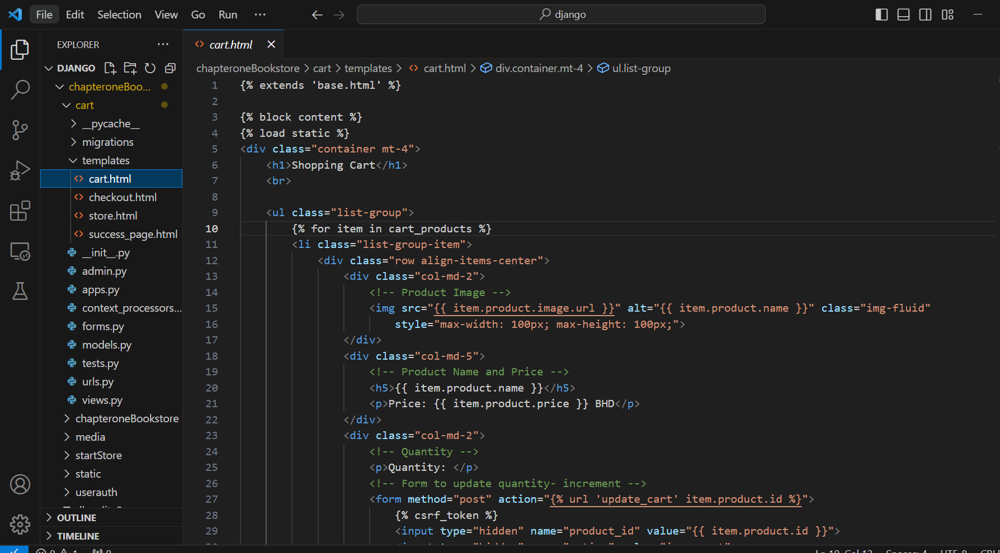 File Edit Selection View Go Run ··· django
EXPLORER ···
DJANGO
chapteroneBoo...
cart
__pycache__
migrations
templates
cart.html
checkout.html
store.html
success_page.html
__init__.py
admin.py
apps.py
context_processors...
forms.py
models.py
tests.py
urls.py
views.py
chapteroneBookstore
media
startStore
static
userauth
OUTLINE
TIMELINE
cart.html
chapteroneBookstore > cart > templates > cart.html > div.container.mt-4 > ul.list-group
1 {% extends 'base.html' %}
2
3 {% block content %}
4 {% load static %}
5 <div class="container mt-4">
6 <h1>Shopping Cart</h1>
7 <br>
8
9 <ul class="list-group">
10 {% for item in cart_products %}
11 <li class="list-group-item">
12 <div class="row align-items-center">
13 <div class="col-md-2">
14 <!-- Product Image -->
15 <img src="{{ item.product.image.url }}" alt="{{ item.product.name }}" class="img-fluid"
16 style="max-width: 100px; max-height: 100px;">
17 </div>
18 <div class="col-md-5">
19 <!-- Product Name and Price -->
20 <h5>{{ item.product.name }}</h5>
21 <p>Price: {{ item.product.price }} BHD</p>
22 </div>
23 <div class="col-md-2">
24 <!-- Quantity -->
25 <p>Quantity: </p>
26 <!-- Form to update quantity- increment -->
27 <form method="post" action="{% url 'update_cart' item.product.id %}">
28 {% csrf_token %}
29 <input type="hidden" name="product_id" value="{{ item.product.id }}">